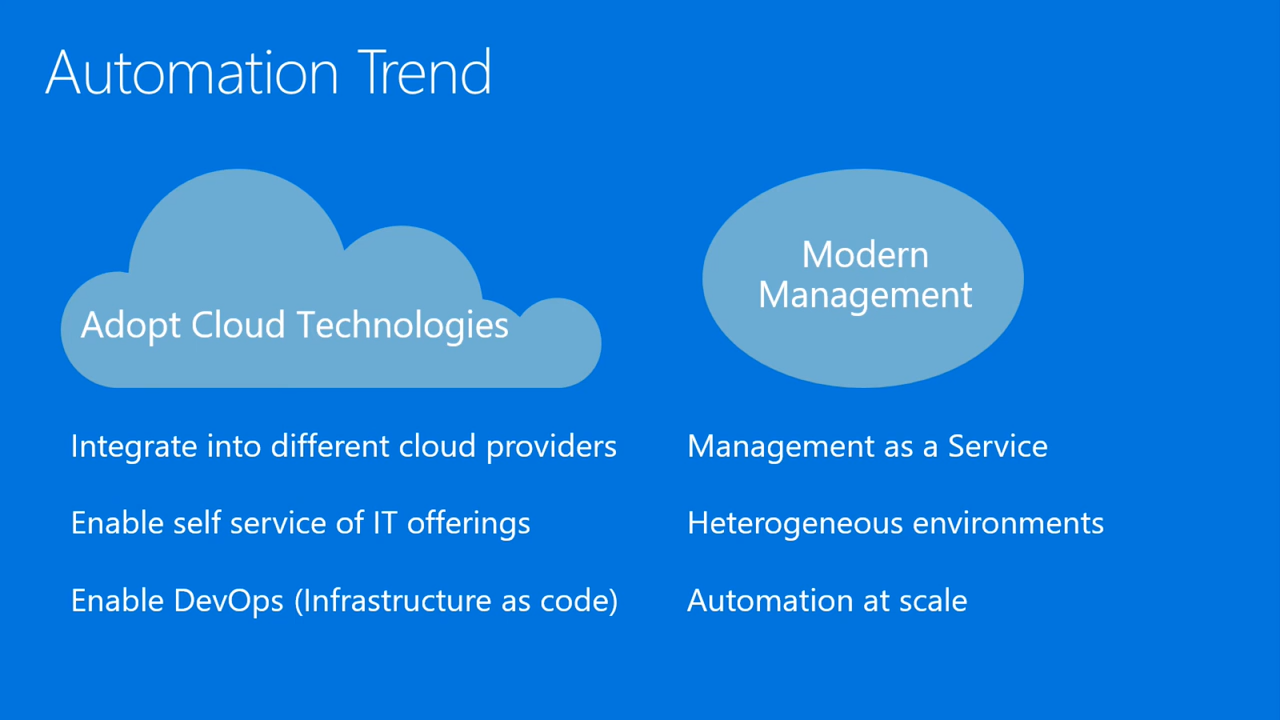 Automation Trend
Adopt Cloud Technologies
Integrate into different cloud providers
Enable self service of IT offerings
Enable DevOps (Infrastructure as code)
Modern
Management
Management as a Service
Heterogeneous environments
Automation at scale